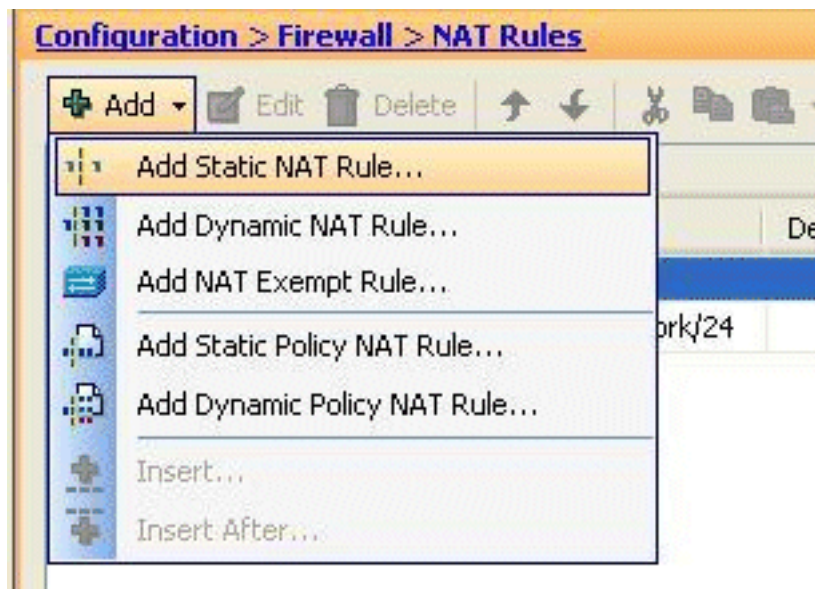 Configuration > Firewall > NAT Rules
Add Edit Delete
Add Static NAT Rule...
Add Dynamic NAT Rule...
De
Add NAT Exempt Rule...
Add Static Policy NAT Rule...
ork/24
Add Dynamic Policy NAT Rule...
Insert...
Insert After...